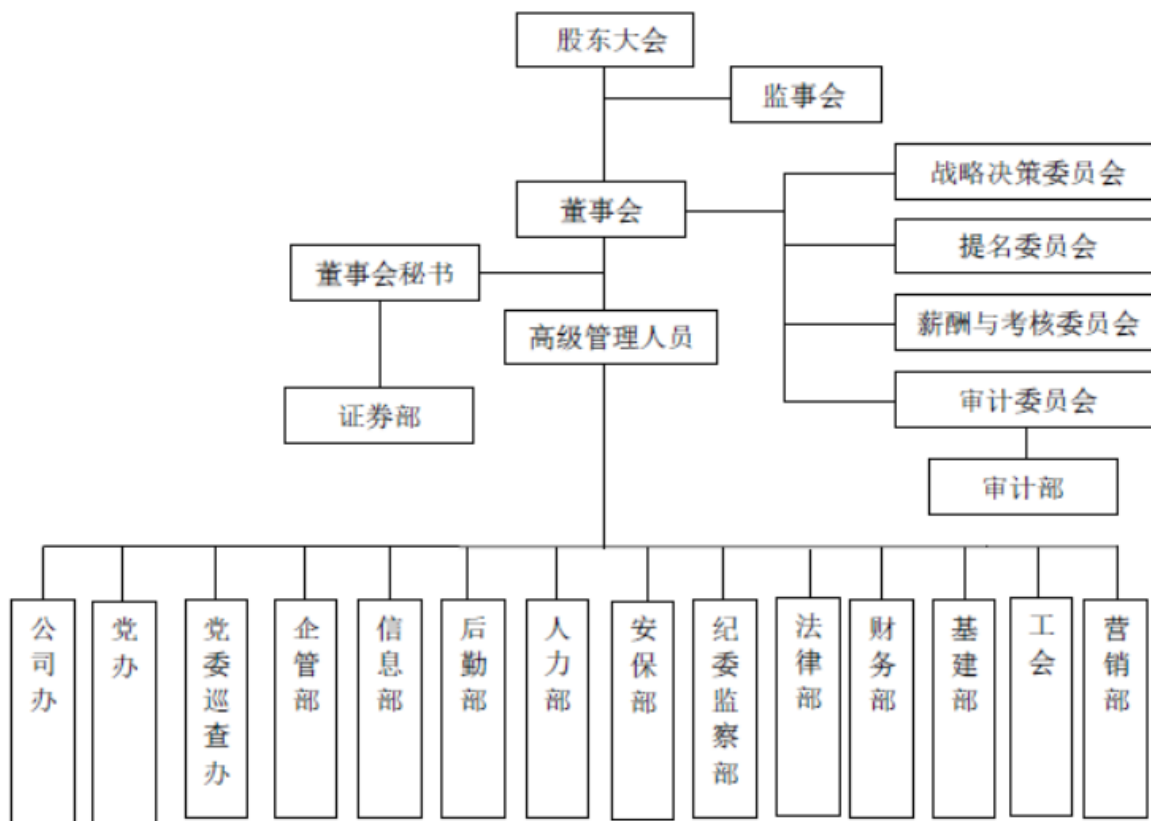 股东大会
监事会
战略决策委员会
董事会
提名委员会
董事会秘书
高级管理人员
薪酬与考核委员会
证券部
审计委员会
审计部
公司办
党办
党委巡查办
企管部
信息部
后勤部
人力部
安保部
纪委监察部
法律部
财务部
基建部
工会
营销部